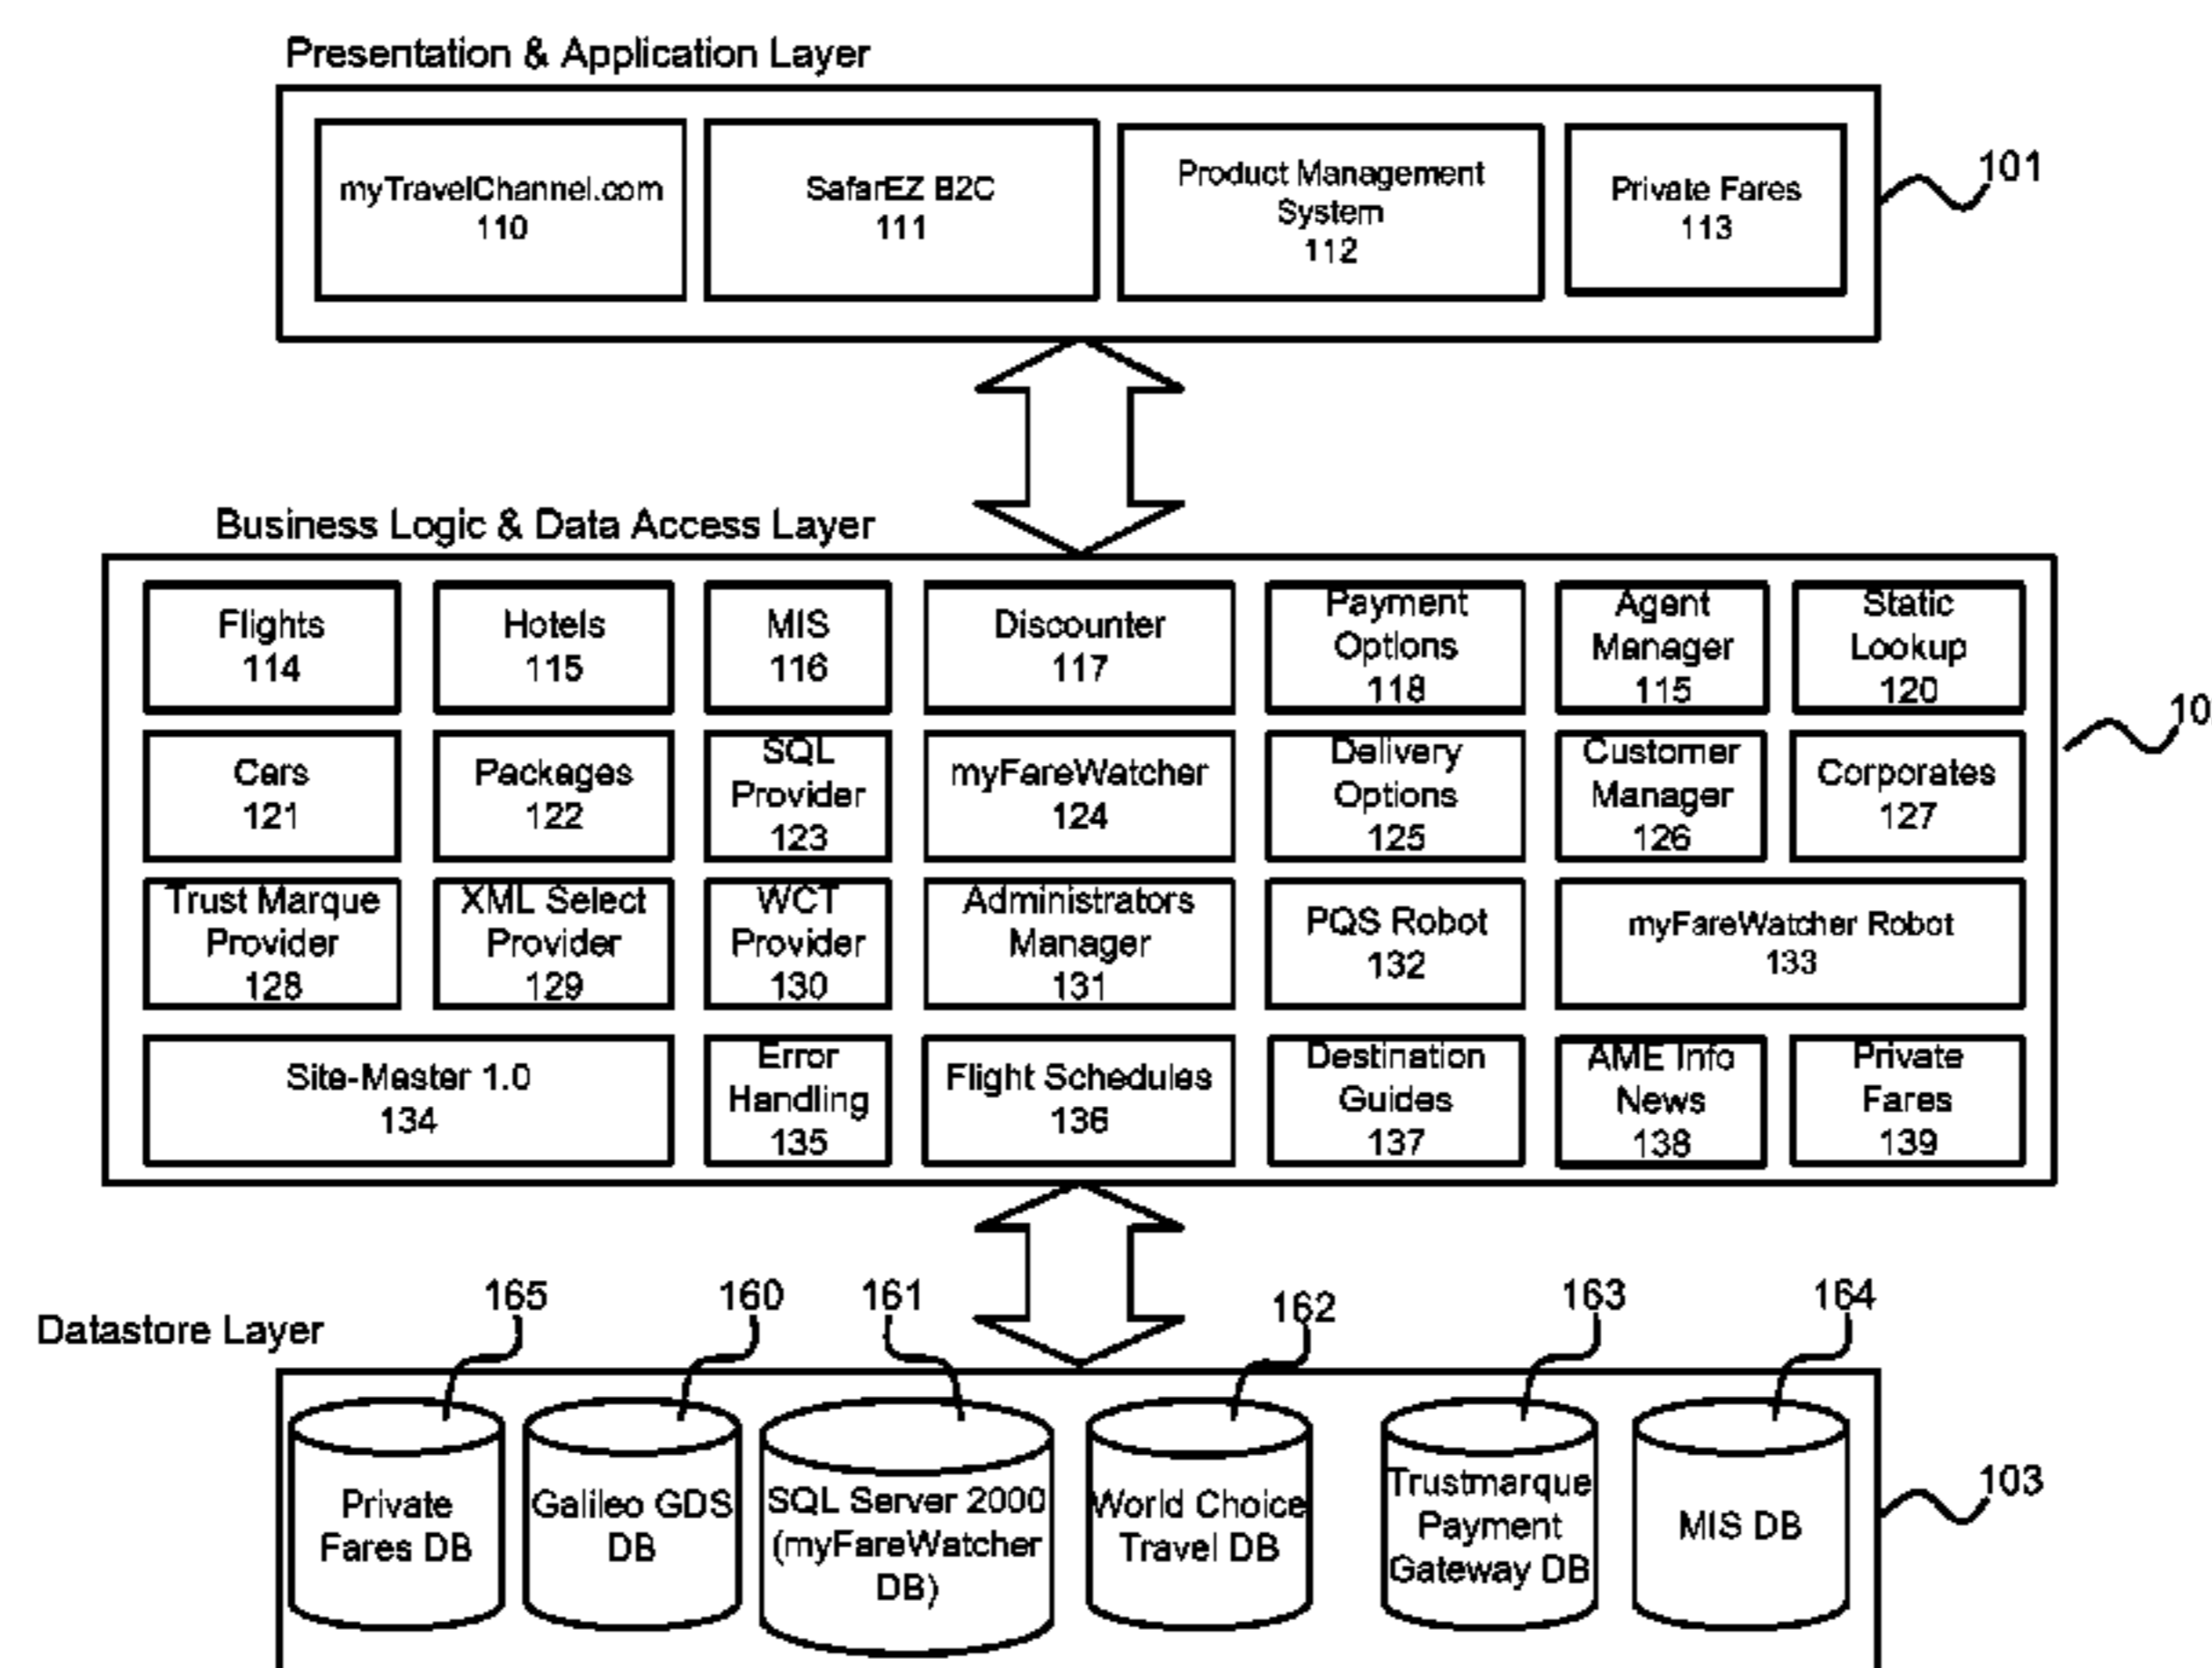 Presentation & Application Layer
myTravelChannel.com
110
SafarEZ B2C
111
Product Management
System
112
Private Fares
113
101
Business Logic & Data Access Layer
Flights
114
Hotels
115
MIS
116
Discounter
117
Payment
Options
118
Agent
Manager
115
Static
Lookup
120
10
Cars
121
Packages
122
SQL
Provider
123
myFareWatcher
124
Delivery
Options
125
Customer
Manager
126
Corporates
127
Trust Marque
Provider
128
XML Select
Provider
129
WCT
Provider
130
Administrators
Manager
131
PQS Robot
132
myFareWatcher Robot
133
Site-Master 1.0
134
Error
Handling
135
Flight Schedules
136
Destination
Guides
137
AME Info
News
138
Private
Fares
139
Datastore Layer
165
160
161
162
163
164
Private
Fares DB
Galileo GDS
DB
SQL Server 2000
(myFareWatcher
DB)
World Choice
Travel DB
Trustmarque
Payment
Gateway DB
MIS DB
103